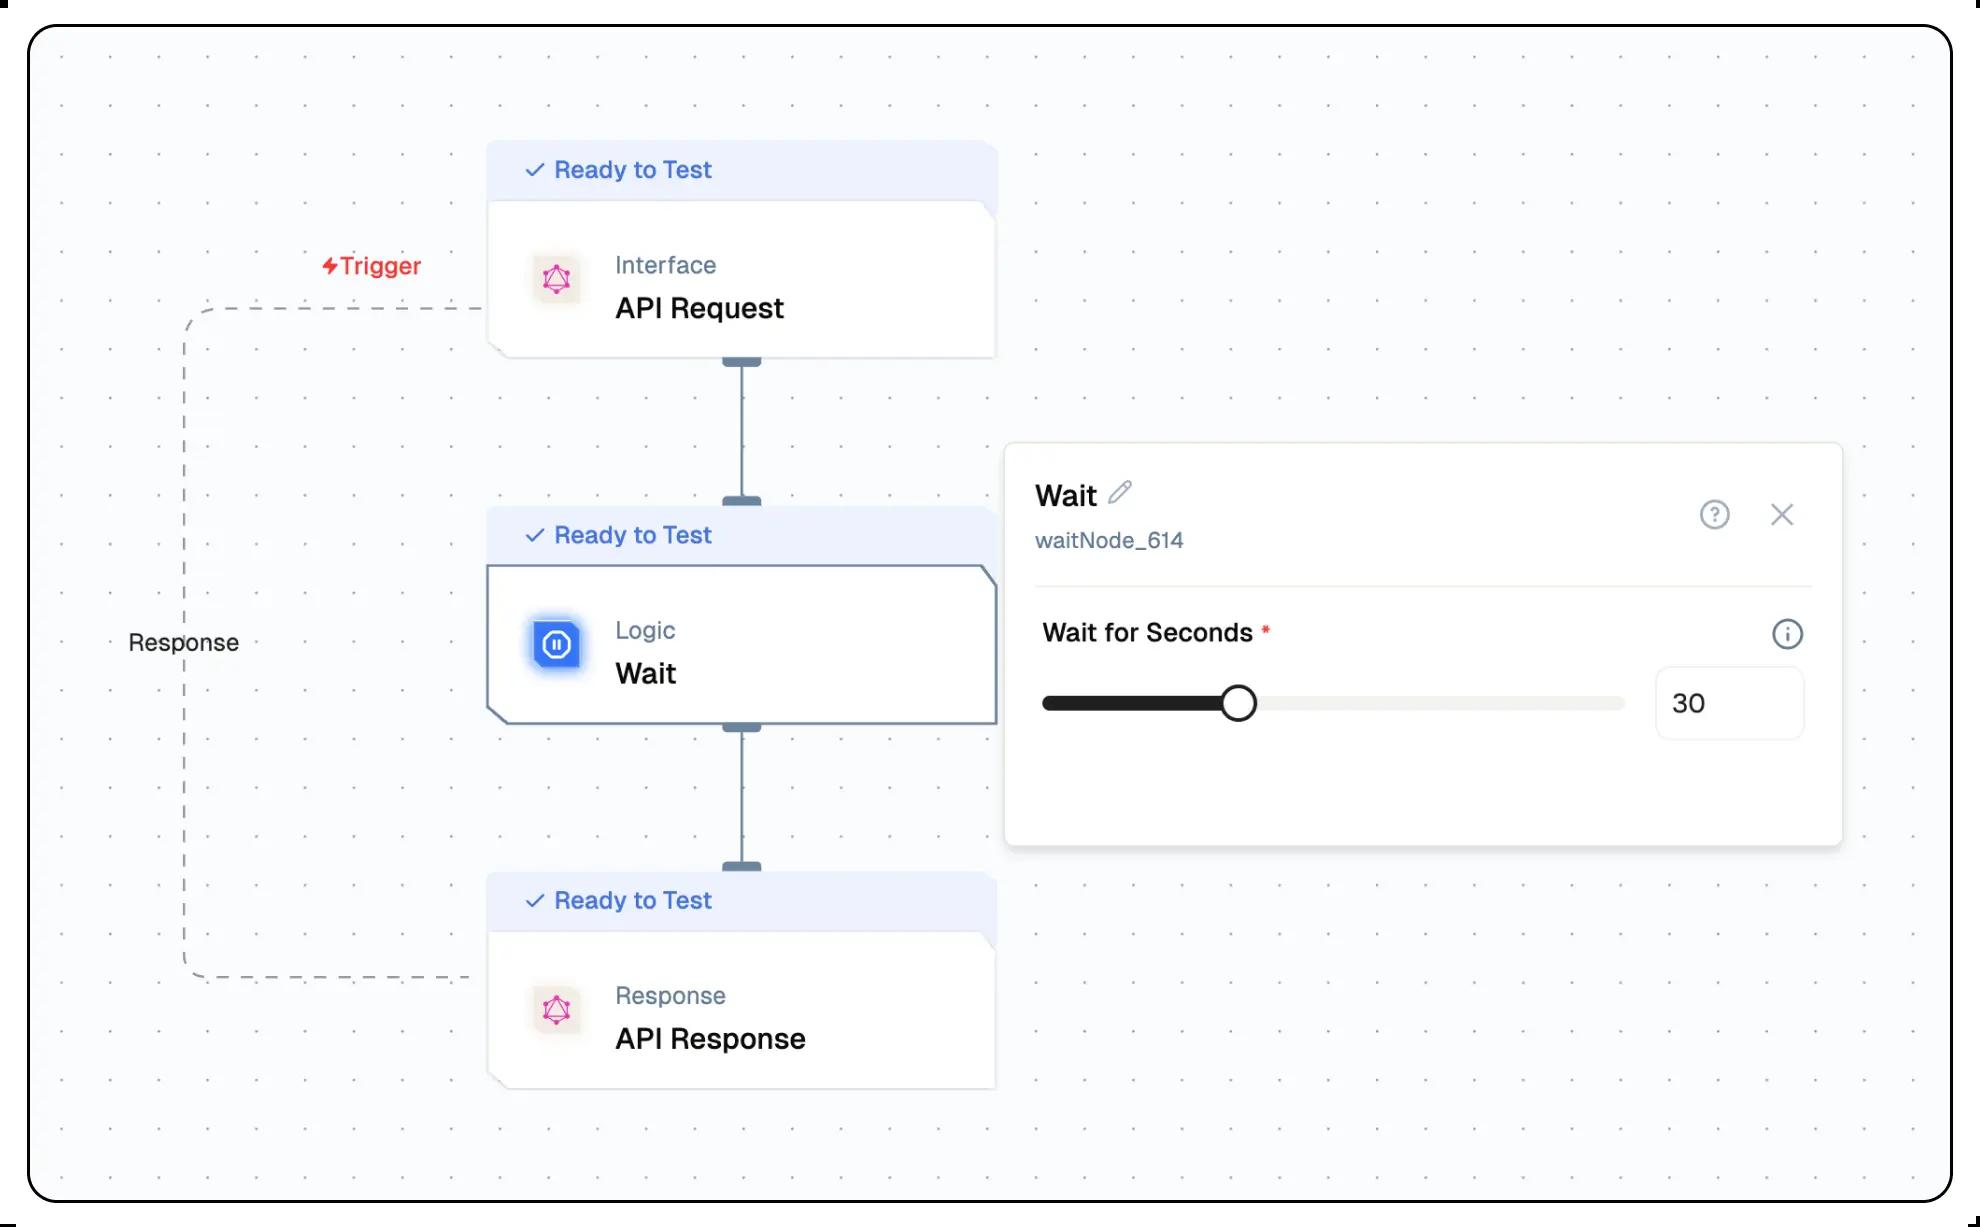 Ready to Test
Trigger
Interface
API Request
Ready to Test
Logic
Wait
Response
Ready to Test
Response
API Response
Wait
waitNode_614
Wait for Seconds *
30